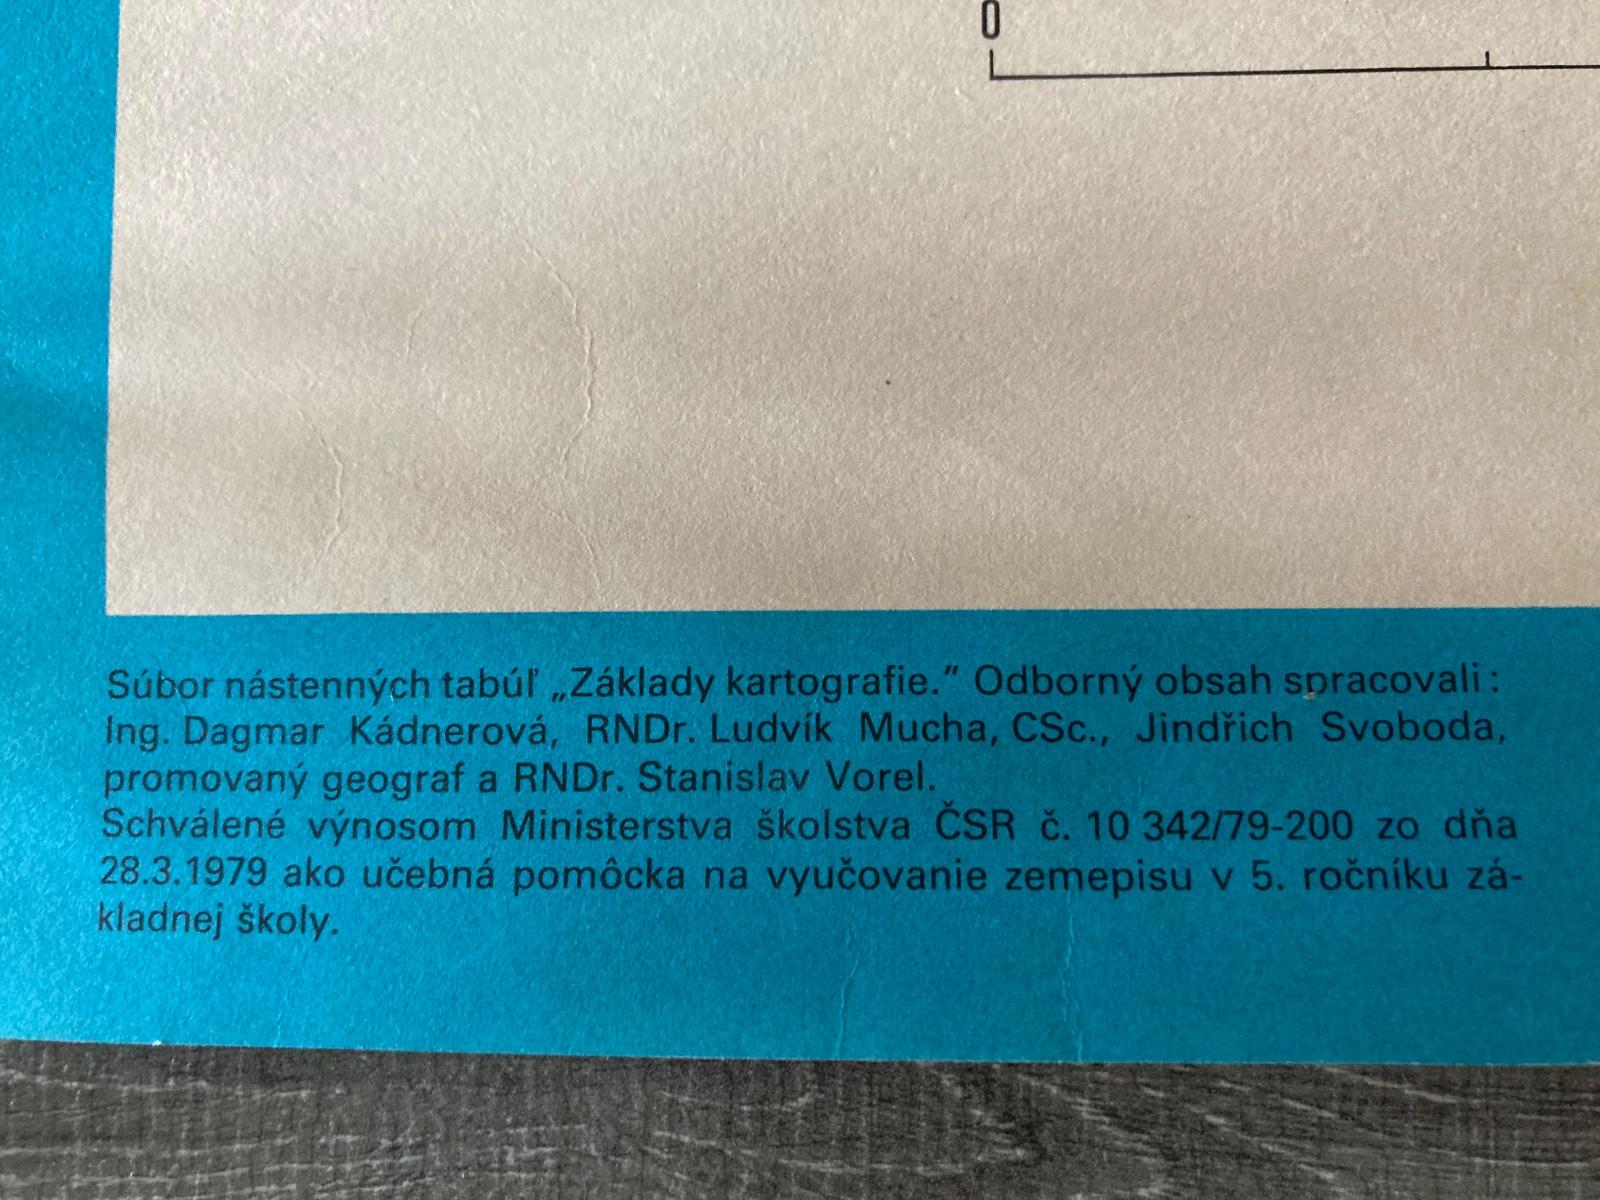 0
Súbor nástenných tabúľ „Základy kartografie.” Odborný obsah spracovali:
Ing. Dagmar Kádnerová, RNDr. Ludvík Mucha, CSc., Jindřich Svoboda,
promovaný geograf a RNDr. Stanislav Vorel.
Schválené výnosom Ministerstva školstva ČSR č. 10 342/79-200 zo dňa
28.3.1979 ako učebná pomôcka na vyučovanie zemepisu v 5. ročníku zá-
kladnej školy.